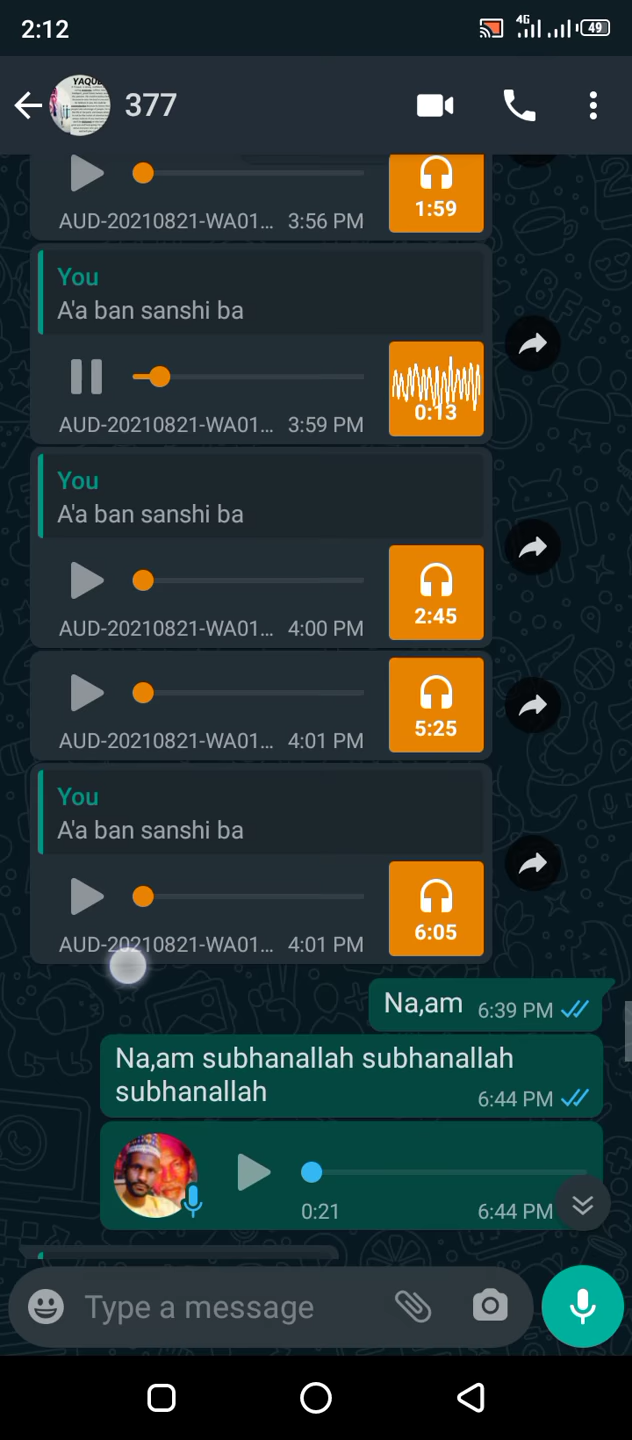 2:12
4G
49
YAQUB
377
AUD-20210821-WA01... 3:56 PM
1:59
You
A'a ban sanshi ba
AUD-20210821-WA01... 3:59 PM
0:13
You
A'a ban sanshi ba
AUD-20210821-WA01... 4:00 PM
2:45
AUD-20210821-WA01... 4:01 PM
5:25
You
A'a ban sanshi ba
AUD-20210821-WA01... 4:01 PM
6:05
Na,am 6:39 PM
Na,am subhanallah subhanallah
subhanallah 6:44 PM
0:21 6:44 PM
Type a message